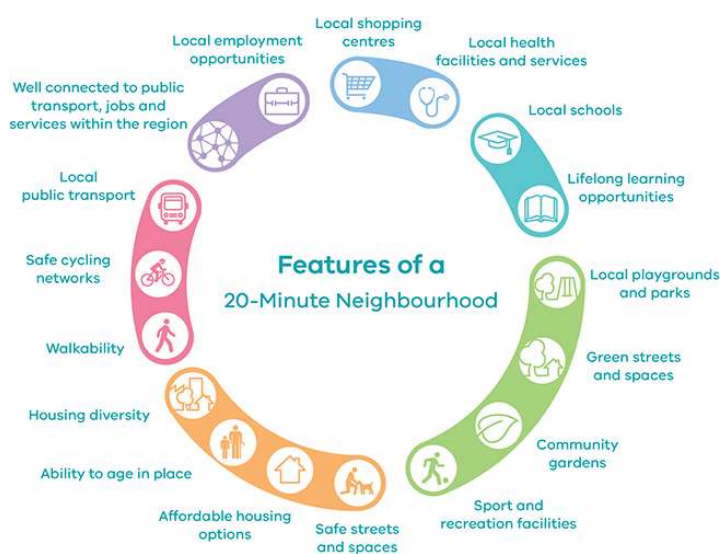 Features of a
20-Minute Neighbourhood
Local shopping
centres
Local health
facilities and services
Local schools
Lifelong learning
opportunities
Local playgrounds
and parks
Green streets
and spaces
Community
gardens
Sport and
recreation facilities
Safe streets
and spaces
Affordable housing
options
Ability to age in place
Housing diversity
Walkability
Safe cycling
networks
Local
public transport
Well connected to public
transport, jobs and
services within the region
Local employment
opportunities